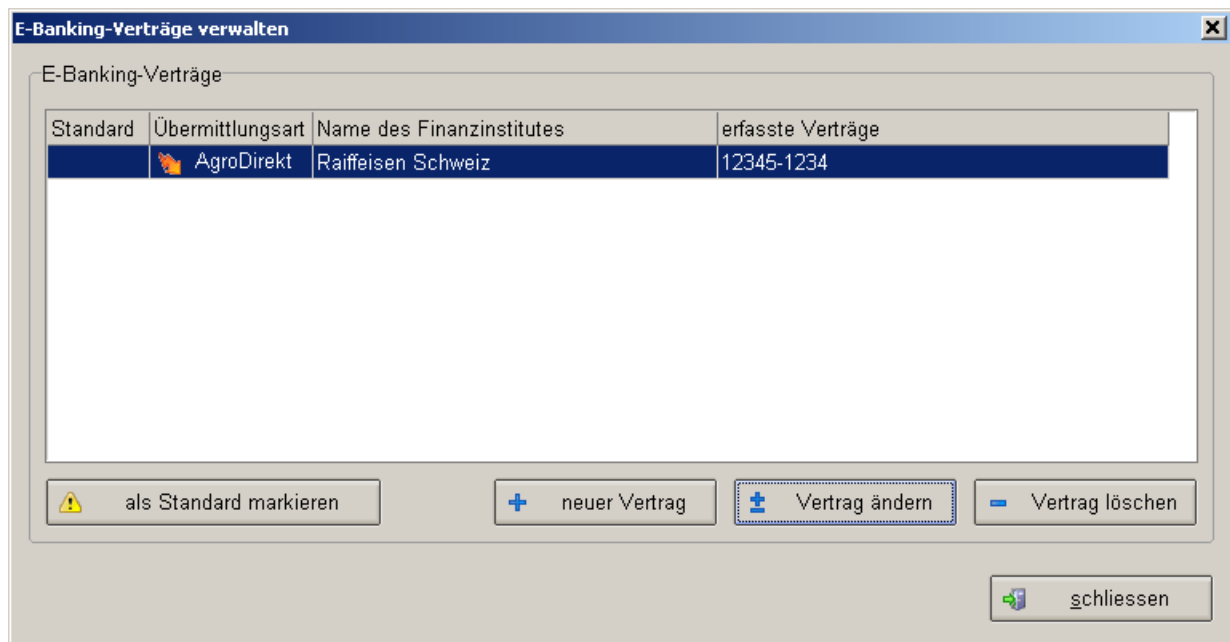 E-Banking-Verträge verwalten
E-Banking-Verträge
Standard Übermittlungsart Name des Finanzinstitutes erfasste Verträge
AgroDirekt Raiffeisen Schweiz 12345-1234
als Standard markieren neuer Vertrag Vertrag ändern Vertrag löschen
schliessen